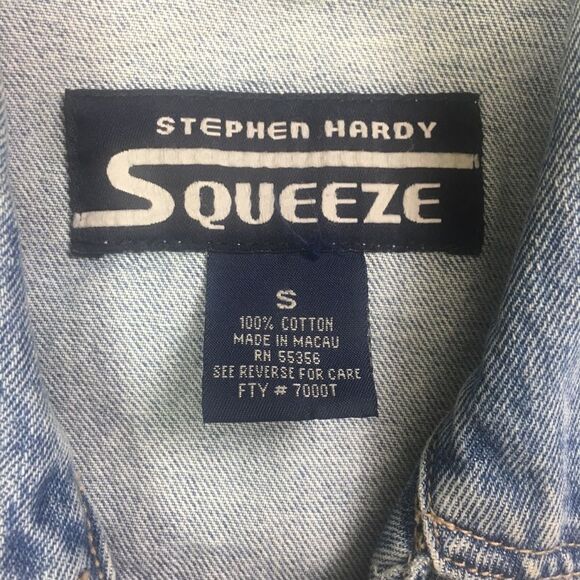 STEPHEN HARDY
SQUEEZE
S
100% COTTON
MADE IN MACAU
RN 55356
SEE REVERSE FOR CARE
FTY # 7000T